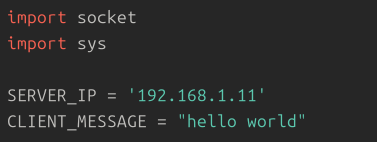 import socket
import sys
SERVER_IP = '192.168.1.11'
CLIENT_MESSAGE = "hello world"